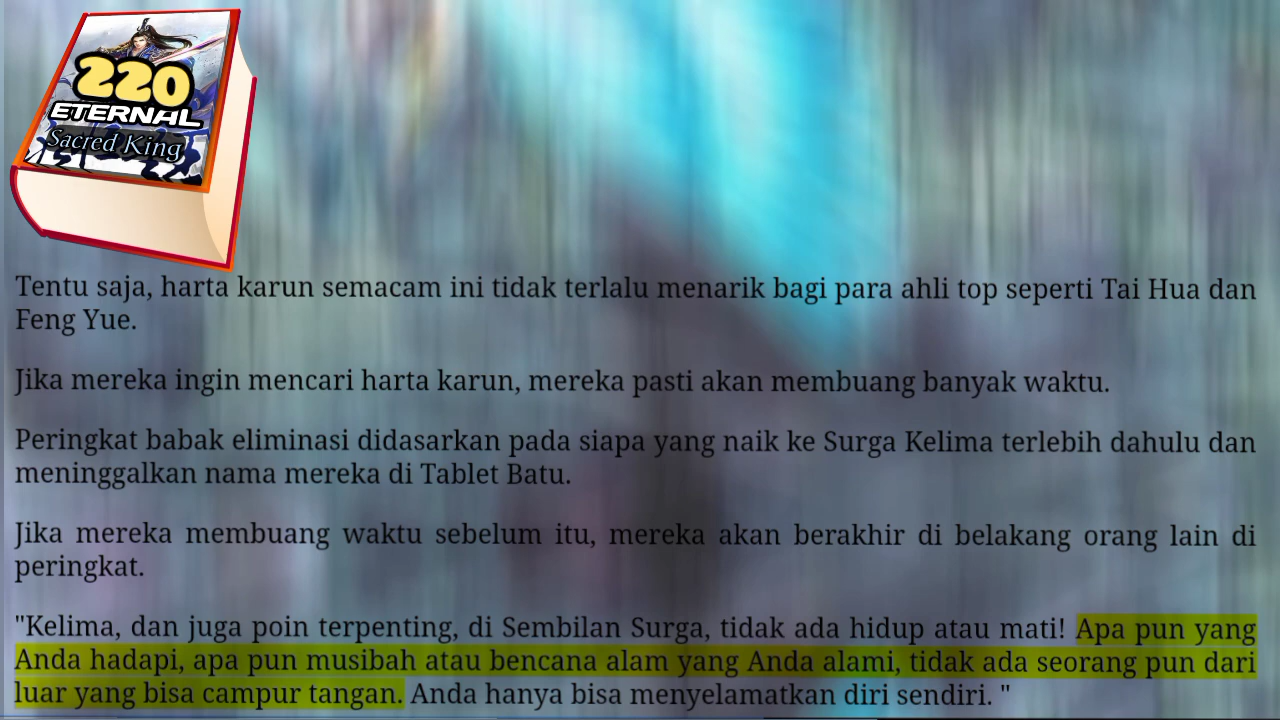 220
ETERNAL
Sacred King
Tentu saja, harta karun semacam ini tidak terlalu menarik bagi para ahli top seperti Tai Hua dan
Feng Yue.
Jika mereka ingin mencari harta karun, mereka pasti akan membuang banyak waktu.
Peringkat babak eliminasi didasarkan pada siapa yang naik ke Surga Kelima terlebih dahulu dan
meninggalkan nama mereka di Tablet Batu.
Jika mereka membuang waktu sebelum itu, mereka akan berakhir di belakang orang lain di
peringkat.
"Kelima, dan juga poin terpenting, di Sembilan Surga, tidak ada hidup atau mati! Apa pun yang
Anda hadapi, apa pun musibah atau bencana alam yang Anda alami, tidak ada seorang pun dari
luar yang bisa campur tangan. Anda hanya bisa menyelamatkan diri sendiri. "